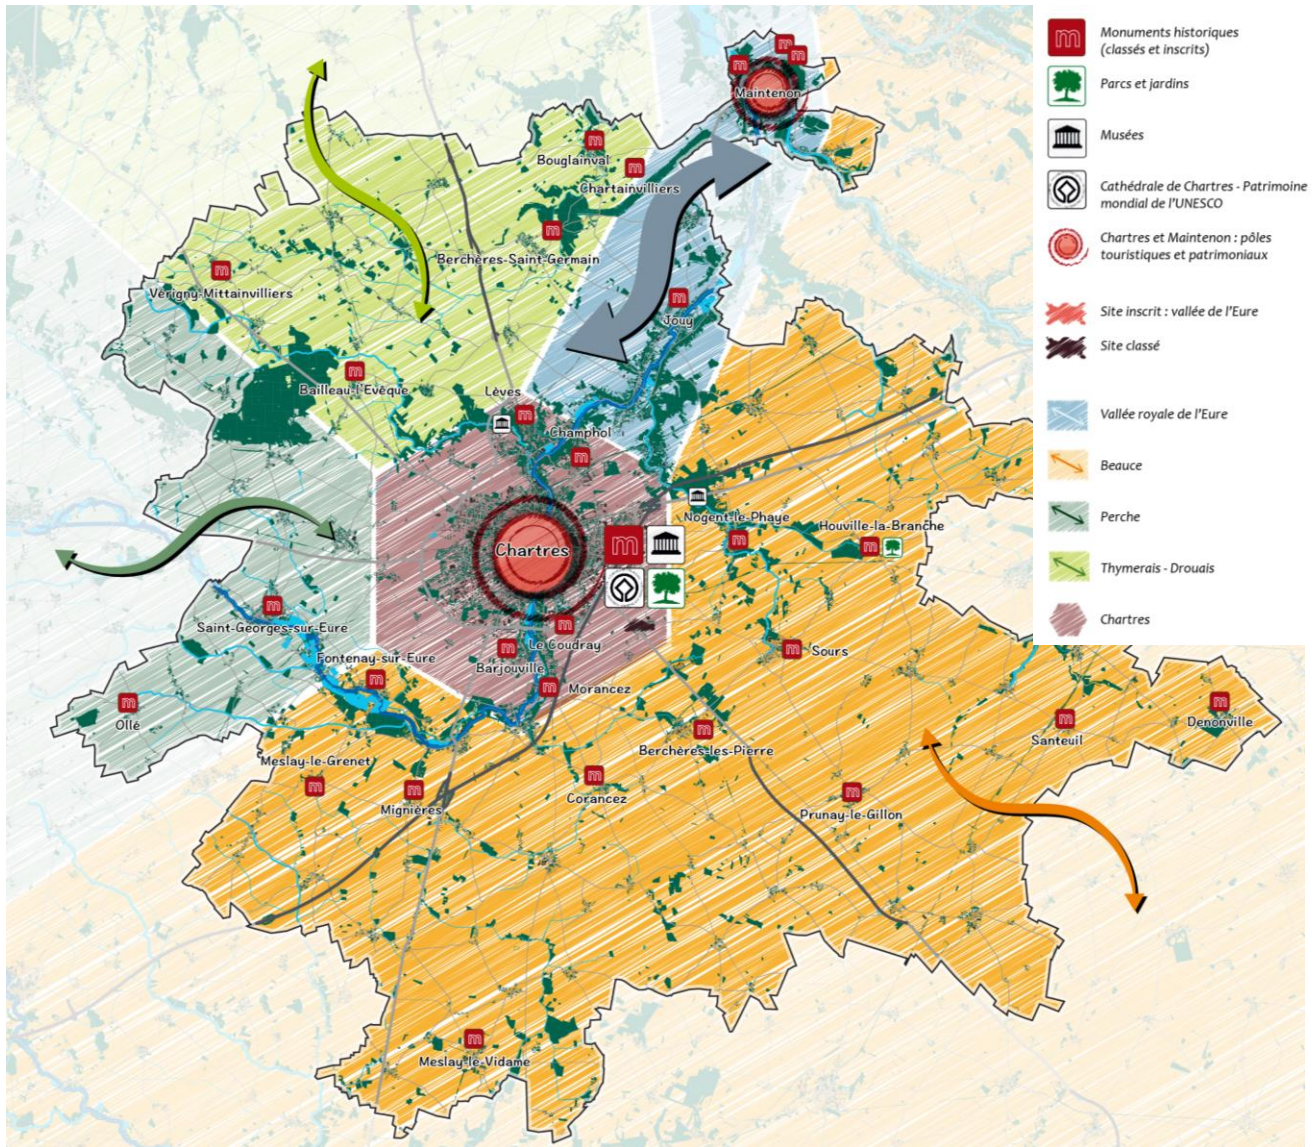 Maintenon
Bouglainval
Chartainvilliers
Berchères-Saint-Germain
Vérigny-Mittainvilliers
Jouy
Bailleau-l'Evêque
Lèves
Champhol
Nogent-le-Phaye
Houville-la-Branche
Chartres
Saint-Georges-sur-Eure
Le Coudray
Barjouville
Sours
Fontenay-sur-Eure
Morancez
Ollé
Denonville
Santeuil
Berchères-les-Pierre
Meslay-le-Grenet
Mignières
Corancez
Prunay-le-Gillon
Meslay-le-Vidame
Monuments historiques
(classés et inscrits)
Parcs et jardins
Musées
Cathédrale de Chartres - Patrimoine
mondial de l'UNESCO
Chartres et Maintenon : pôles
touristiques et patrimoniaux
Site inscrit : vallée de l'Eure
Site classé
Vallée royale de l'Eure
Beauce
Perche
Thymerais - Drouais
Chartres